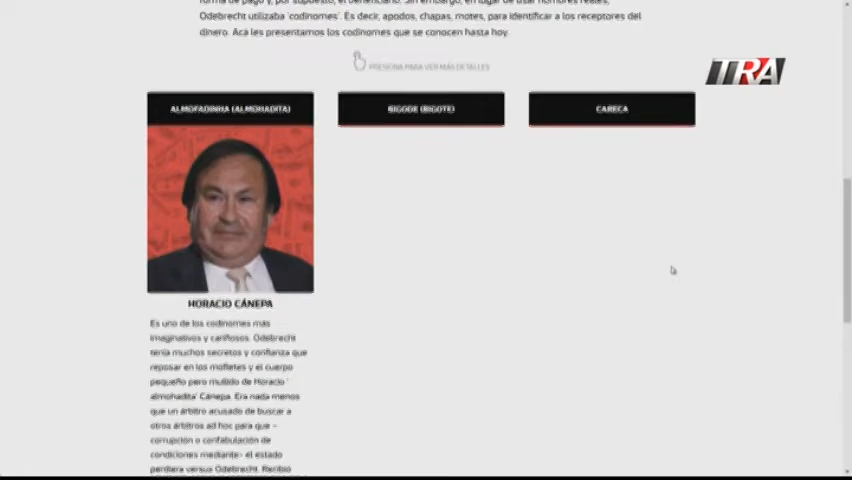 forma de pago y, por supuesto, el beneficiario. Sin embargo, en lugar de usar nombres reales,
Odebrecht utilizaba 'codinomes'. Es decir, apodos, chapas, motes, para identificar a los receptores del
dinero. Aca les presentamos los codinomes que se conocen hasta hoy.
PRESIONA PARA VER MÁS DETALLES
TRA
ALMOFADINHA (ALMOHADITA)
BIGODE (BIGOTE)
CARECA
HORACIO CÁNEPA
Es uno de los codinomes más
imaginativos y cariñosos. Odebrecht
tenía muchos secretos y confianza que
reposar en los mofletes y el cuerpo
pequeño pero mullido de Horacio '
almohadita' Cánepa. Era nada menos
que un árbitro acusado de buscar a
otros árbitros ad hoc para que –
corrupción o confabulación de
condiciones mediante- el estado
perdiera versus Odebrecht. Recibió